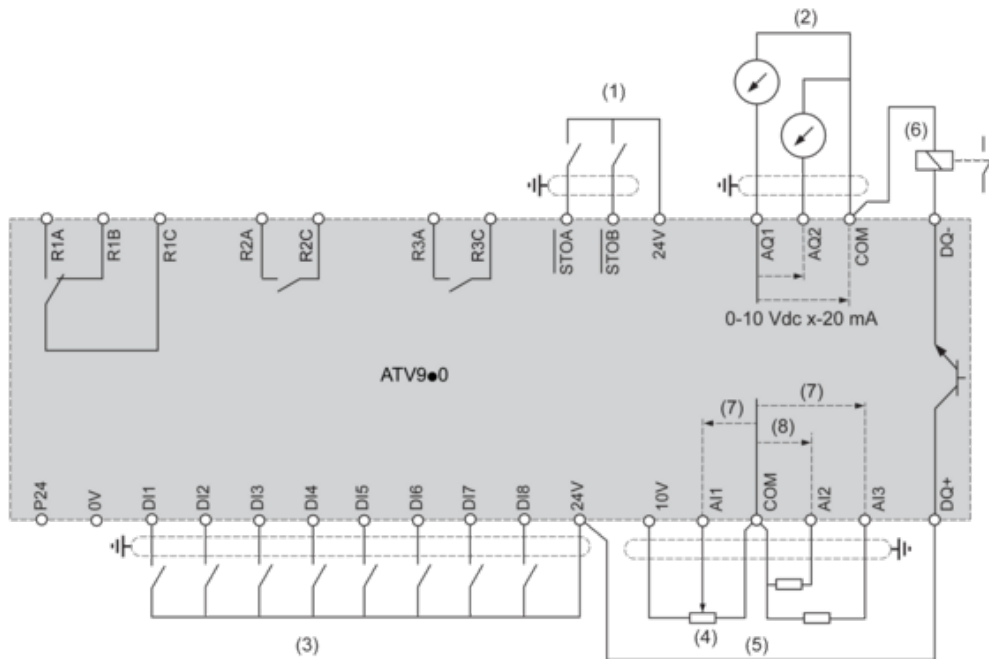 (2)
(1)
(6)
R1A
R1B
R1C
R2A
R2C
R3A
R3C
STOA
STOB
24V
AQ1
AQ2
COM
DQ-
0-10 Vdc x-20 mA
ATV9●0
(7)
(7)
(8)
P24
0V
DI1
DI2
DI3
DI4
DI5
DI6
DI7
DI8
24V
10V
AI1
COM
AI2
AI3
DQ+
(3)
(4)
(5)